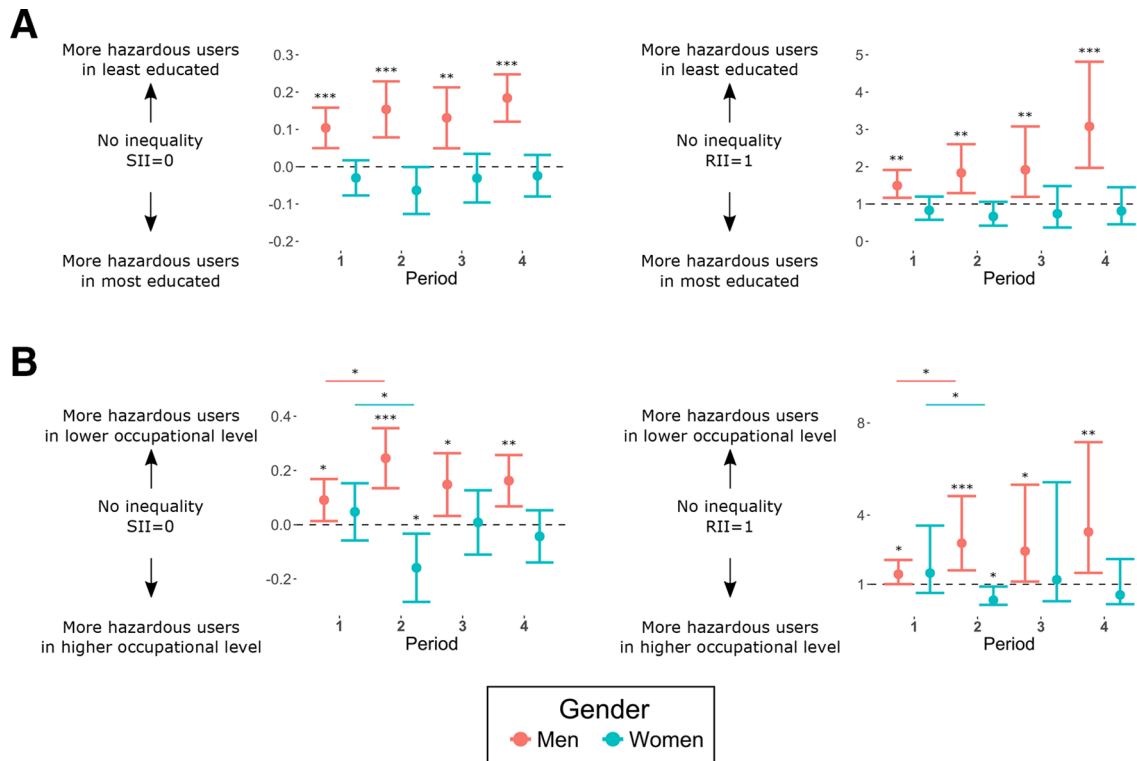 A
More hazardous users
in least educated
No inequality
SII=0
More hazardous users
in most educated
0.3
0.2
0.1
0.0
-0.1
-0.2
***
***
**
***
1 2 3 4
Period
More hazardous users
in least educated
No inequality
RII=1
More hazardous users
in most educated
5
4
3
2
1
0
**
**
**
***
1 2 3 4
Period
B
More hazardous users
in lower occupational level
No inequality
SII=0
More hazardous users
in higher occupational level
*
*
0.4
0.2
0.0
-0.2
*
***
*
*
**
1 2 3 4
Period
More hazardous users
in lower occupational level
No inequality
RII=1
More hazardous users
in higher occupational level
*
*
8
4
1
*
***
*
*
**
1 2 3 4
Period
Gender
Men Women